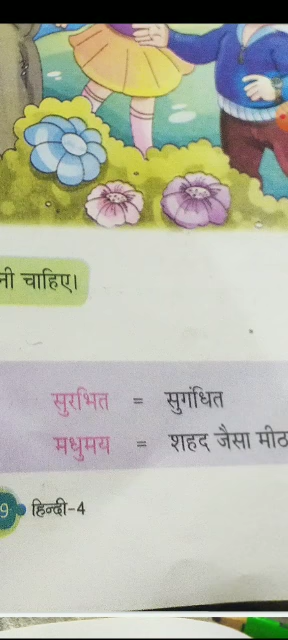 नी चाहिए।
सुरभित = सुगंधित
मधुमय = शहद जैसा मीठ
9 हिन्दी-4